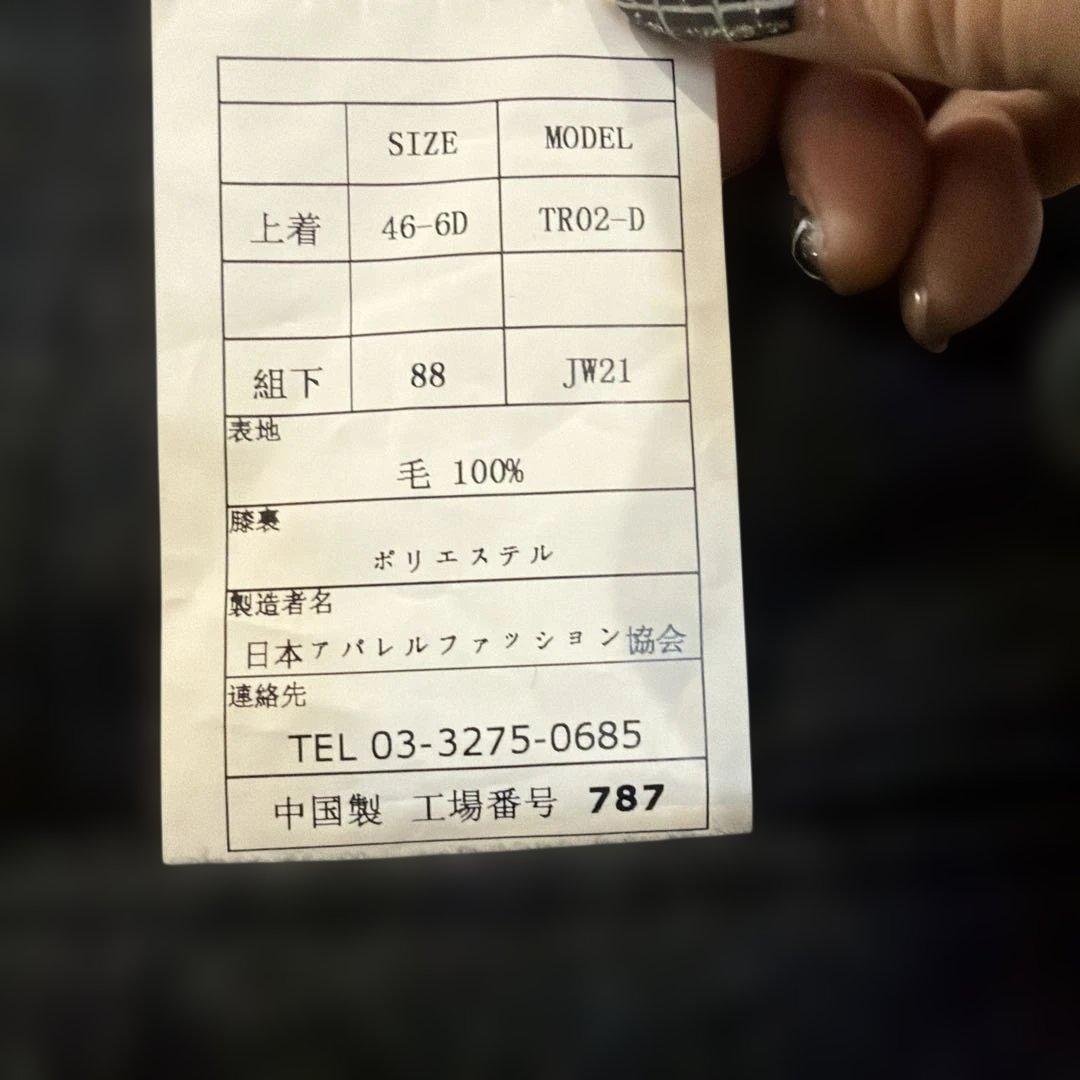 SIZE MODEL
上着 46-6D TR02-D
組下 88 JW21
表地
毛 100%
膝裏
ポリエステル
製造者名
日本アパレルファッション協会
連絡先
TEL 03-3275-0685
中国製 工場番号 787